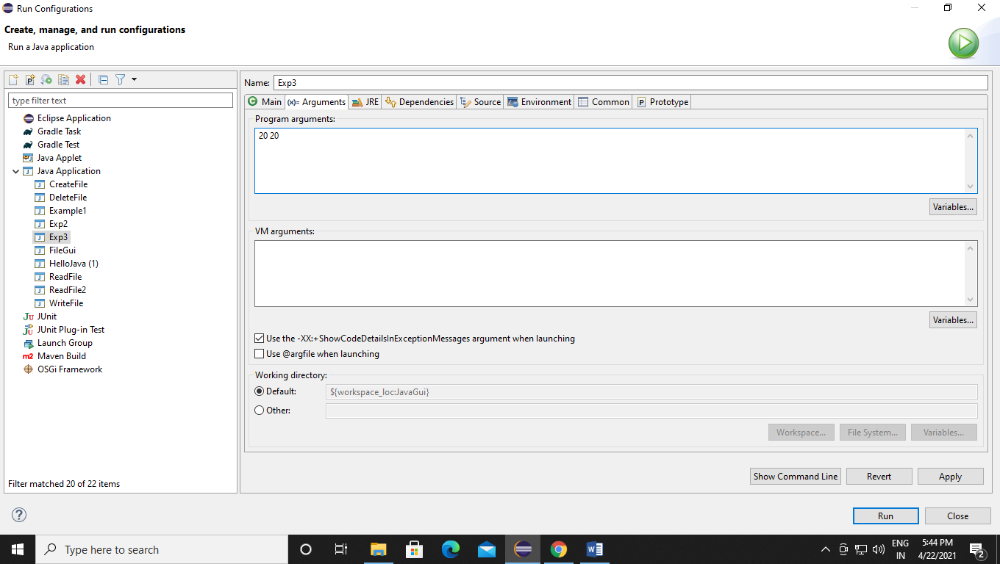 Run Configurations
Create, manage, and run configurations
Run a Java application
type filter text
Eclipse Application
Gradle Task
Gradle Test
Java Applet
Java Application
CreateFile
DeleteFile
Example1
Exp2
Exp3
FileGui
HelloJava (1)
ReadFile
ReadFile2
WriteFile
JUnit
JUnit Plug-in Test
Launch Group
m2 Maven Build
OSGi Framework
Filter matched 20 of 22 items
Name: Exp3
Main (x)= Arguments JRE Dependencies Source Environment Common Prototype
Program arguments:
20 20
Variables...
VM arguments:
Variables...
Use the -XX:+ShowCodeDetailsInExceptionMessages argument when launching
Use @argfile when launching
Working directory:
Default: ${workspace_loc:JavaGui}
Other:
Workspace... File System... Variables...
Show Command Line Revert Apply
Run Close
Type here to search
ENG
IN
5:44 PM
4/22/2021
2